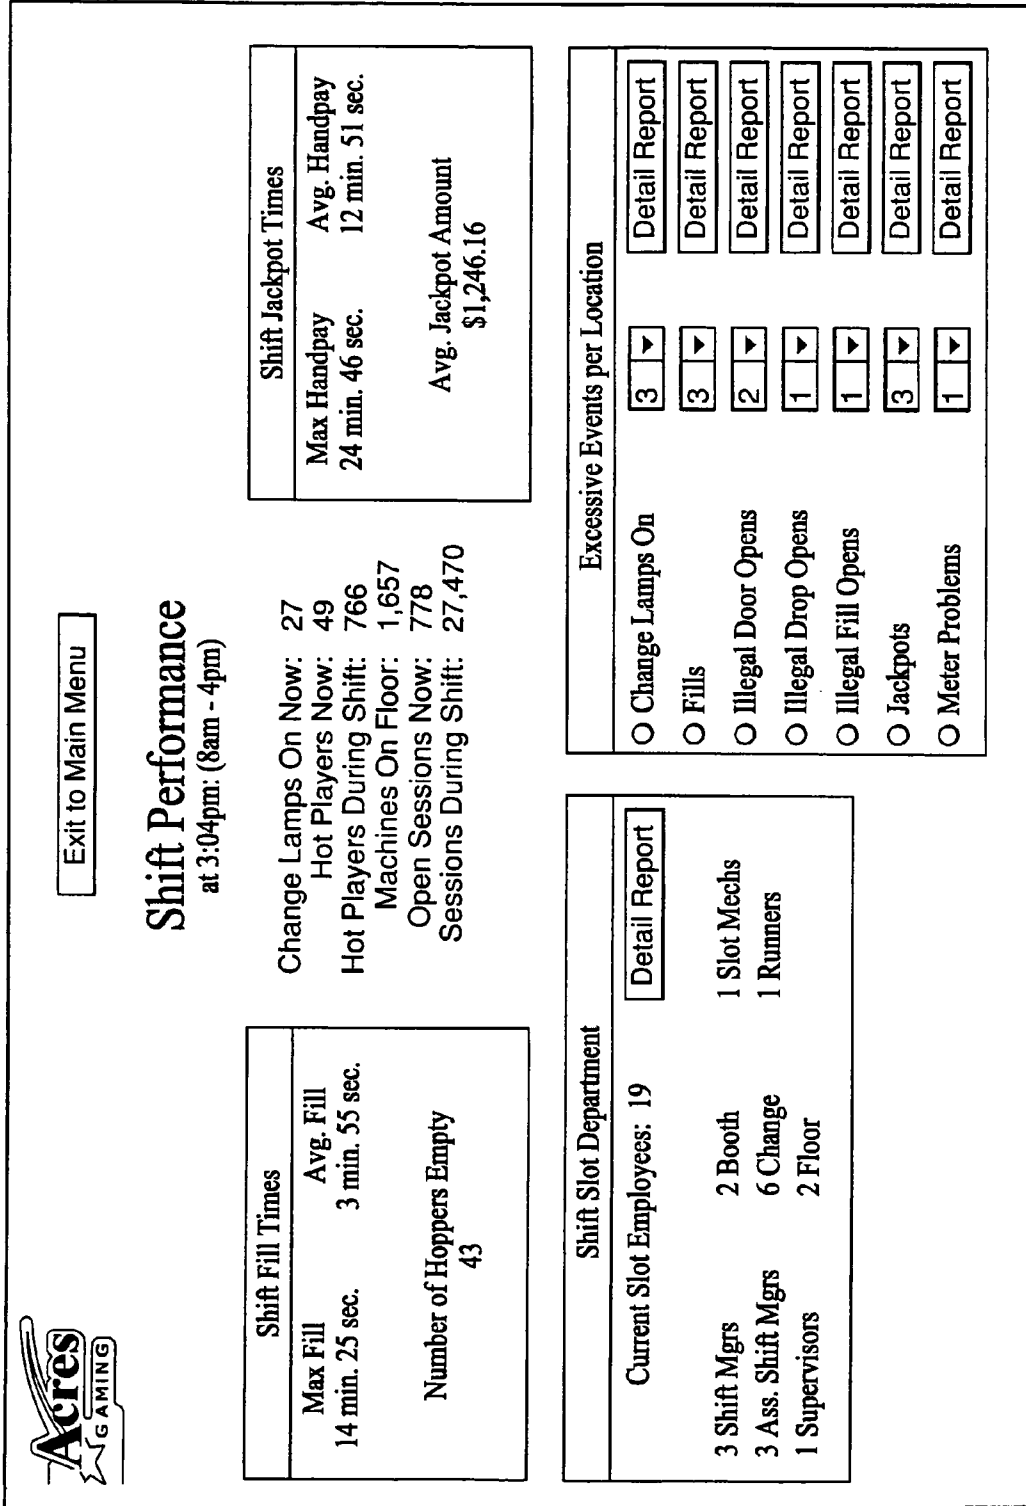 Acres
GAMING
Exit to Main Menu
Shift Performance
at 3:04pm: (8am - 4pm)
Shift Fill Times
Max Fill Avg. Fill
14 min. 25 sec. 3 min. 55 sec.
Number of Hoppers Empty
43
Change Lamps On Now: 27
Hot Players Now: 49
Hot Players During Shift: 766
Machines On Floor: 1,657
Open Sessions Now: 778
Sessions During Shift: 27,470
Shift Jackpot Times
Max Handpay Avg. Handpay
24 min. 46 sec. 12 min. 51 sec.
Avg. Jackpot Amount
$1,246.16
Shift Slot Department
Current Slot Employees: 19 Detail Report
3 Shift Mgrs 2 Booth 1 Slot Mechs
3 Ass. Shift Mgrs 6 Change 1 Runners
1 Supervisors 2 Floor
Excessive Events per Location
Change Lamps On 3 Detail Report
Fills 3 Detail Report
Illegal Door Opens 2 Detail Report
Illegal Drop Opens 1 Detail Report
Illegal Fill Opens 1 Detail Report
Jackpots 3 Detail Report
Meter Problems 1 Detail Report